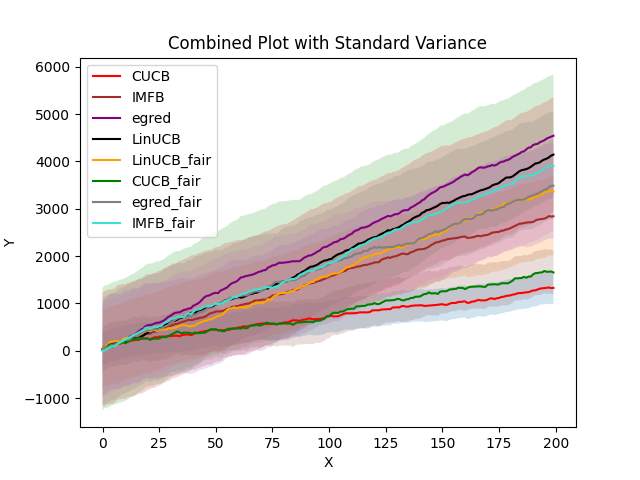 Combined Plot with Standard Variance
6000
5000
4000
3000
2000
1000
0
−1000
Y
CUCB
IMFB
egred
LinUCB
LinUCB_fair
CUCB_fair
egred_fair
IMFB_fair
0 25 50 75 100 125 150 175 200
X